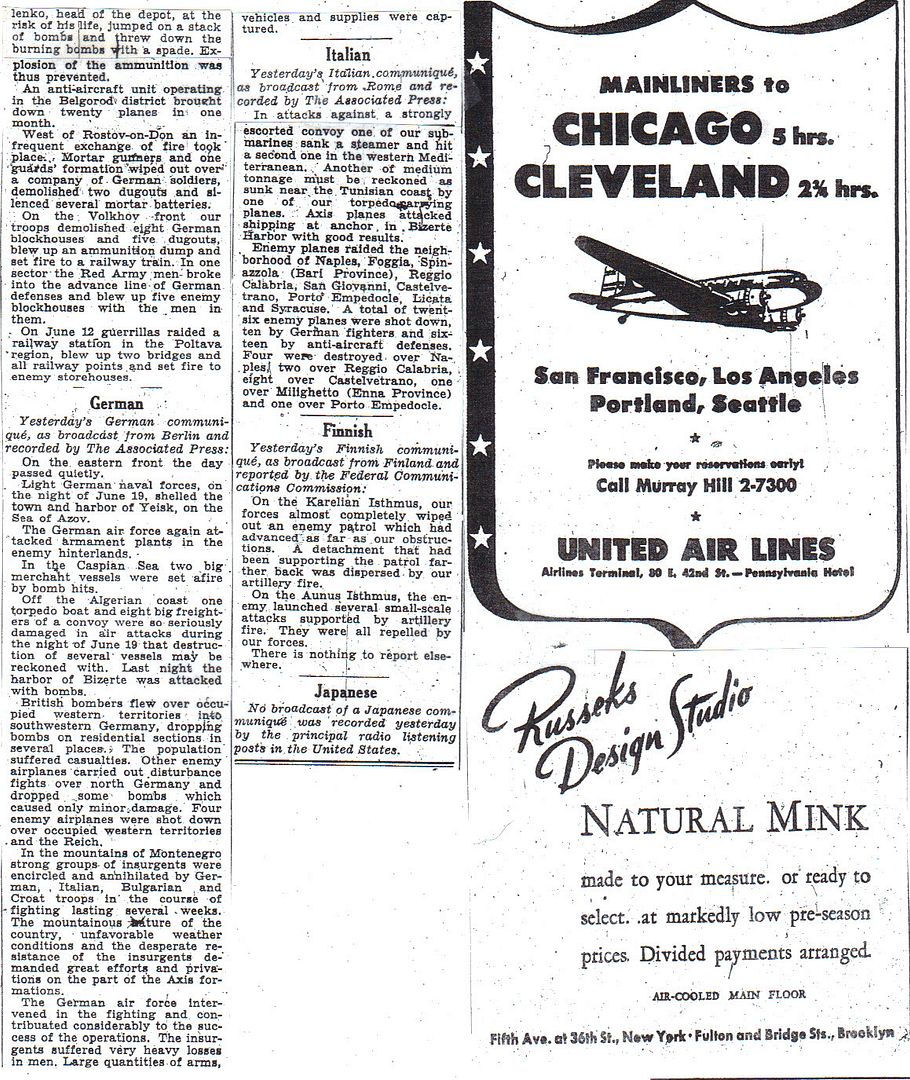 lenko, head of the depot, at the
risk of his life, jumped on a stack
of bombs and threw down the
burning bombs with a spade. Ex-
plosion of the ammunition was
thus prevented.
An anti-aircraft unit operating
in the Belgorod district brought
down twenty planes in one
month.
West of Rostov-on-Don an in-
frequent exchange of fire took
place. Mortar gunners and one
guards' formation wiped out over
a company of German soldiers,
demolished two dugouts and si-
lenced several mortar batteries.
On the Volkhov front our
troops demolished eight German
blockhouses and five dugouts,
blew up an ammunition dump and
set fire to a railway train. In one
sector the Red Army men broke
into the advance line of German
defenses and blew up five enemy
blockhouses with the men in
them.
On June 12 guerrillas raided a
railway station in the Poltava
region, blew up two bridges and
all railway points and set fire to
enemy storehouses.
German
Yesterday's German communi-
qué, as broadcast from Berlin and
recorded by The Associated Press:
On the eastern front the day
passed quietly.
Light German naval forces, on
the night of June 19, shelled the
town and harbor of Yeisk, on the
Sea of Azov.
The German air force again at-
tacked armament plants in the
enemy hinterlands.
In the Caspian Sea two big
merchant vessels were set afire
by bomb hits.
Off the Algerian coast one
torpedo boat and eight big freight-
ers of a convoy were so seriously
damaged in air attacks during
the night of June 19 that destruc-
tion of several vessels may be
reckoned with. Last night the
harbor of Bizerte was attacked
with bombs.
British bombers flew over occu-
pied western territories into
southwestern Germany, dropping
bombs on residential sections in
several places. The population
suffered casualties. Other enemy
airplanes carried out disturbance
fights over north Germany and
dropped some bombs which
caused only minor damage. Four
enemy airplanes were shot down
over occupied western territories
and the Reich.
In the mountains of Montenegro
strong groups of insurgents were
encircled and annihilated by Ger-
man, Italian, Bulgarian and
Croat troops in the course of
fighting lasting several weeks.
The mountainous nature of the
country, unfavorable weather
conditions and the desperate re-
sistance of the insurgents de-
manded great efforts and priva-
tions on the part of the Axis for-
mations.
The German air force inter-
vened in the fighting and con-
tribuated considerably to the suc-
cess of the operations. The insur-
gents suffered very heavy losses
in men. Large quantities of arms,
vehicles and supplies were cap-
tured.
Italian
Yesterday's Italian communiqué,
as broadcast from Rome and re-
corded by The Associated Press:
In attacks against a strongly
escorted convoy one of our sub-
marines sank a steamer and hit
a second one in the western Medi-
terranean. Another of medium
tonnage must be reckoned as
sunk near the Tunisian coast by
one of our torpedo-carrying
planes. Axis planes attacked
shipping at anchor in Bizerte
Harbor with good results.
Enemy planes raided the neigh-
borhood of Naples, Foggia, Spin-
azzola (Bari Province), Reggio
Calabria, San Giovanni, Castelve-
trano, Porto Empedocle, Licata
and Syracuse. A total of twent-
six enemy planes were shot down,
ten by German fighters and six-
teen by anti-aircraft defenses.
Four were destroyed over Na-
ples, two over Reggio Calabria,
eight over Castelvetrano, one
over Milighetto (Enna Province)
and one over Porto Empedocle.
Finnish
Yesterday's Finnish communi-
qué, as broadcast from Finland and
reported by the Federal Communi-
cations Commission:
On the Karelian Isthmus, our
forces almost completely wiped
out an enemy patrol which had
advanced as far as our obstruc-
tions. A detachment that had
been supporting the patrol far-
ther back was dispersed by our
artillery fire.
On the Aunus Isthmus, the en-
emy launched several small-scale
attacks supported by artillery
fire. They were all repelled by
our forces.
There is nothing to report else-
where.
Japanese
No broadcast of a Japanese com-
muniqué was recorded yesterday
by the principal radio listening
posts in the United States.
MAINLINERS to
CHICAGO 5 hrs.
CLEVELAND 2¾ hrs.
San Francisco, Los Angeles
Portland, Seattle
Please make your reservations early!
Call Murray Hill 2-7300
UNITED AIR LINES
Airlines Terminal, 80 E. 42nd St.—Pennsylvania Hotel
Russeks
Design Studio
NATURAL MINK
made to your measure. or ready to
select. .at markedly low pre-season
prices. Divided payments arranged.
AIR-COOLED MAIN FLOOR
Fifth Ave. at 36th St., New York • Fulton and Bridge Sts., Brooklyn